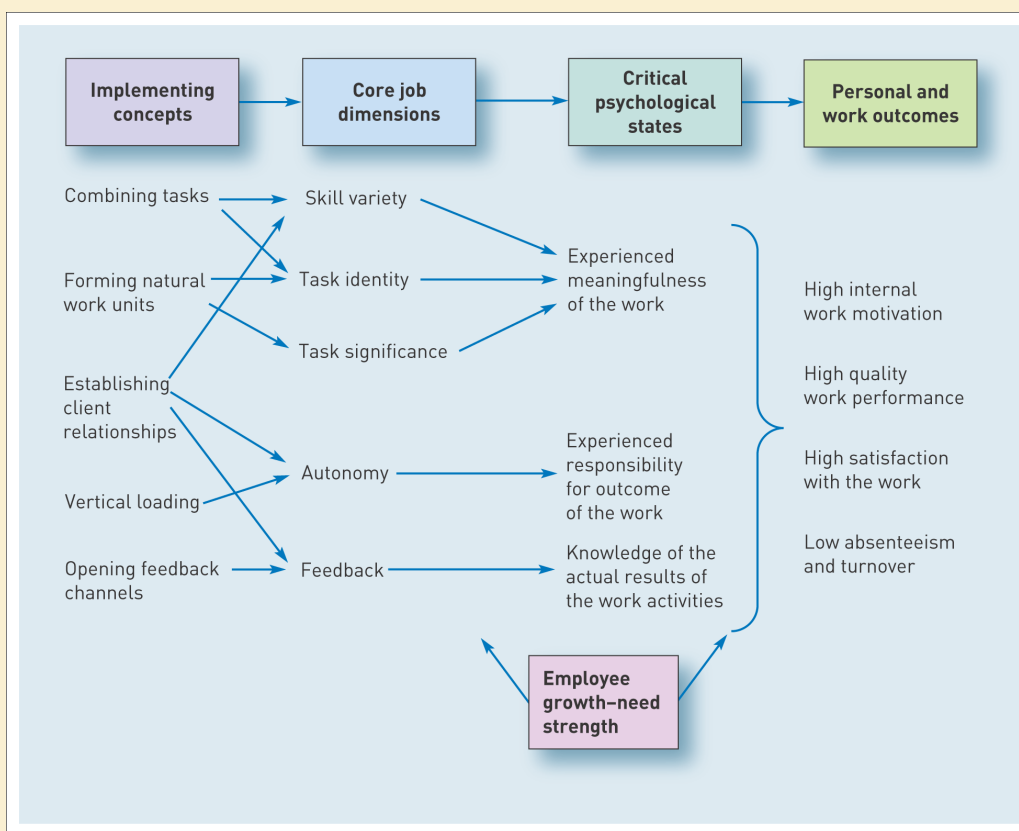 Implementing
concepts
Core job
dimensions
Critical
psychological
states
Personal and
work outcomes
Combining tasks
Forming natural
work units
Establishing
client
relationships
Vertical loading
Opening feedback
channels
Skill variety
Task identity
Task significance
Autonomy
Feedback
Experienced
meaningfulness
of the work
Experienced
responsibility
for outcome
of the work
Knowledge of the
actual results of
the work activities
High internal
work motivation
High quality
work performance
High satisfaction
with the work
Low absenteeism
and turnover
Employee
growth–need
strength